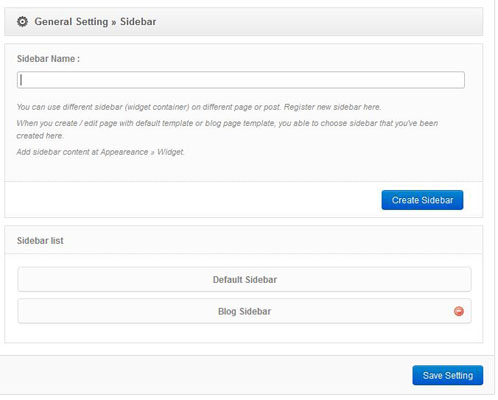 General Setting » Sidebar
Sidebar Name :
You can use different sidebar (widget container) on different page or post. Register new sidebar here.
When you create / edit page with default template or blog page template, you able to choose sidebar that you've been
created here.
Add sidebar content at Appeareance » Widget.
Create Sidebar
Sidebar list
Default Sidebar
Blog Sidebar
Save Setting